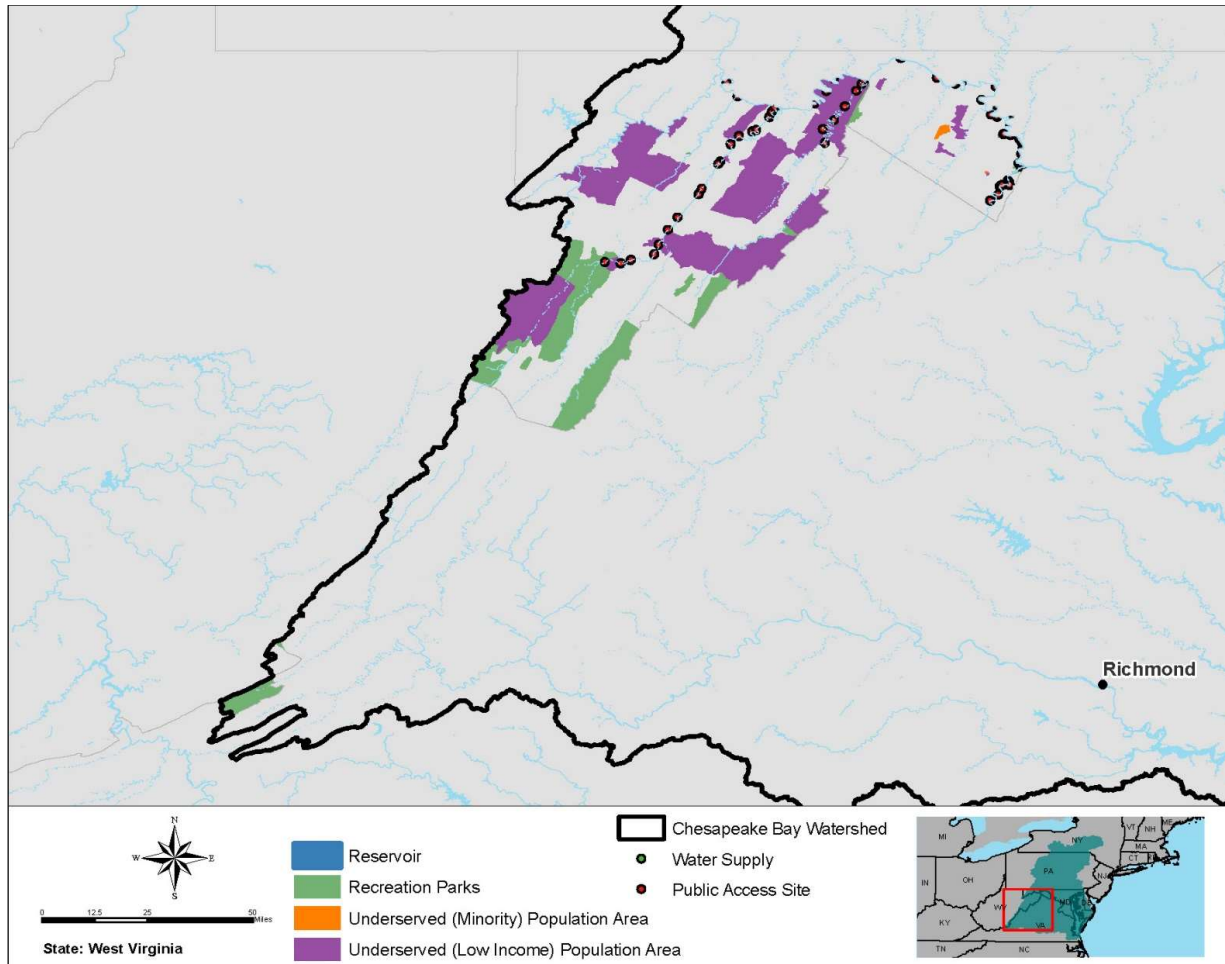 Richmond
N
W E
S
0 12.5 25 50
Miles
State: West Virginia
Reservoir
Recreation Parks
Underserved (Minority) Population Area
Underserved (Low Income) Population Area
Chesapeake Bay Watershed
Water Supply
Public Access Site
MI
NY
VT
NH
ME
MA
CT
PA
NJ
OH
IN
WV
MD
DE
KY
VA
TN
NC